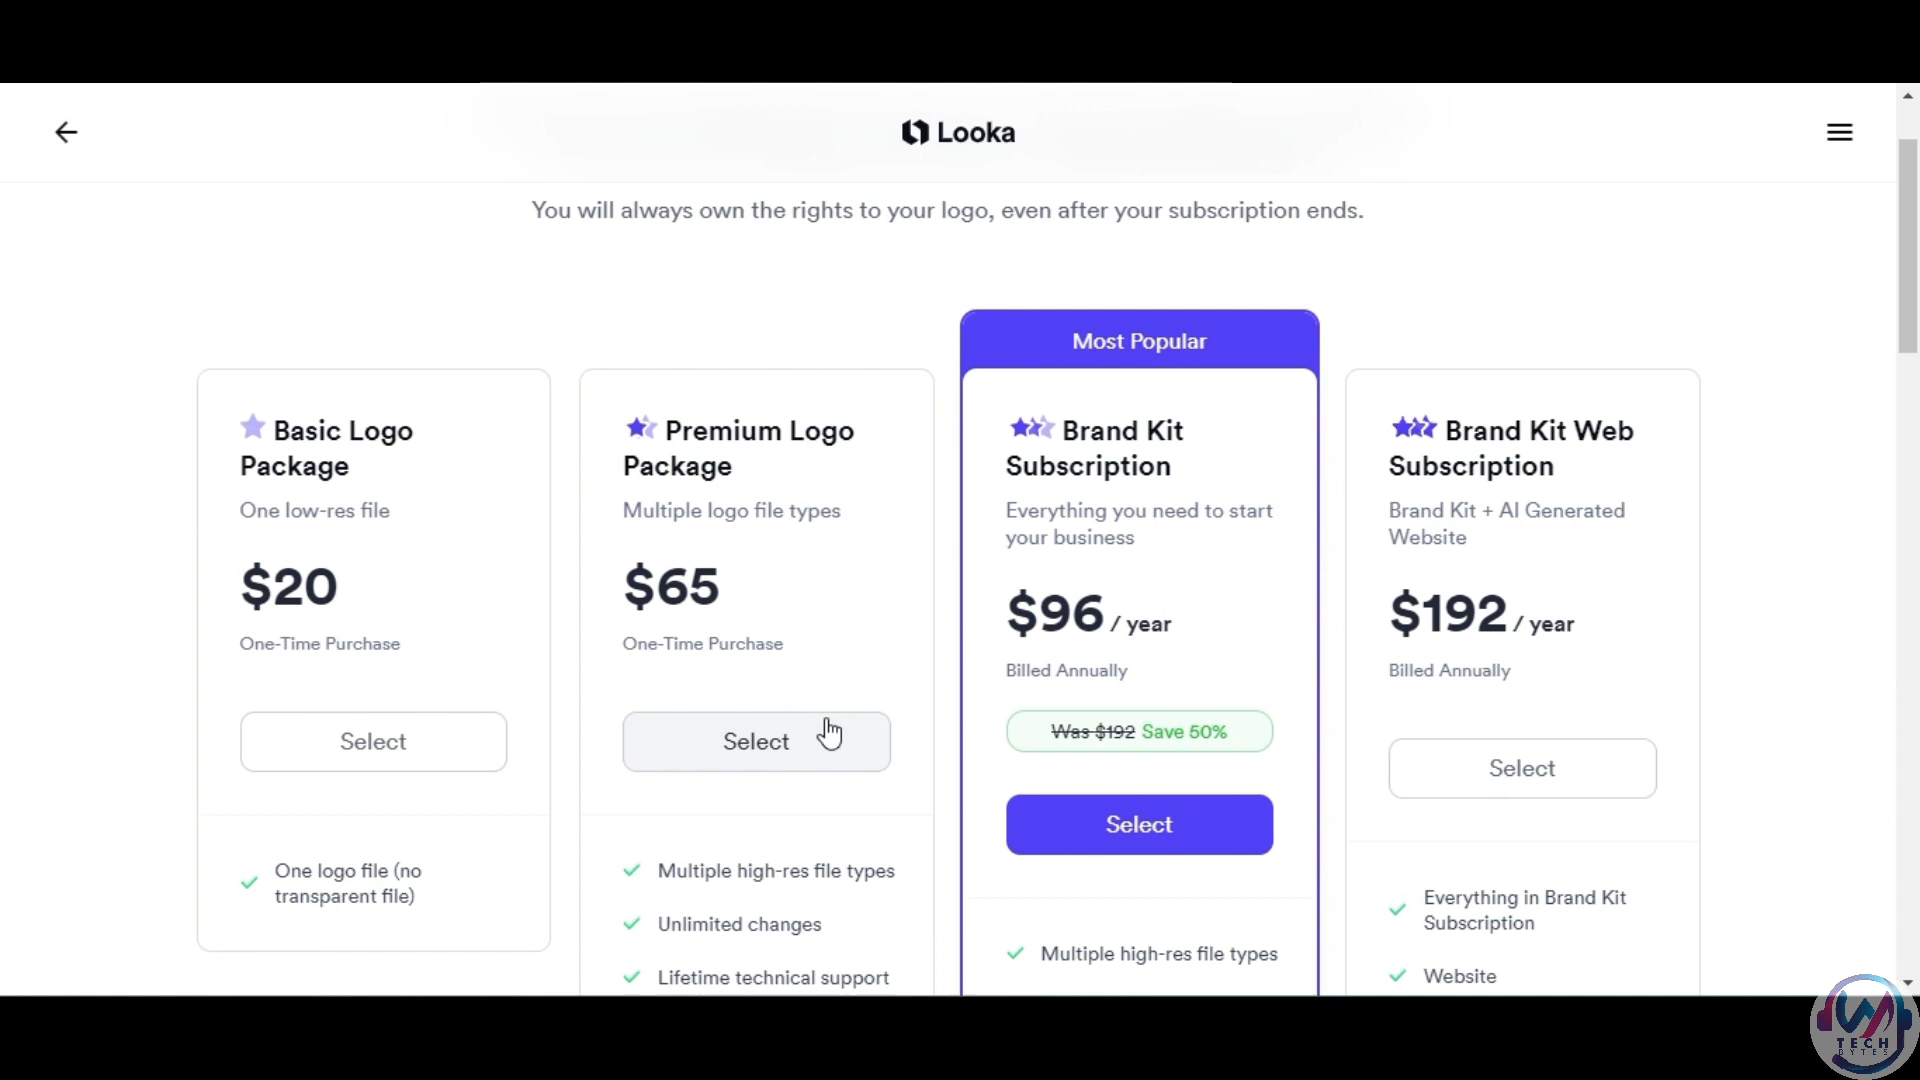 Looka
You will always own the rights to your logo, even after your subscription ends.
Most Popular
Basic Logo
Package
One low-res file
$20
One-Time Purchase
Select
One logo file (no
transparent file)
Premium Logo
Package
Multiple logo file types
$65
One-Time Purchase
Select
Multiple high-res file types
Unlimited changes
Lifetime technical support
Brand Kit
Subscription
Everything you need to start
your business
$96 / year
Billed Annually
Was $192 Save 50%
Select
Multiple high-res file types
Brand Kit Web
Subscription
Brand Kit + AI Generated
Website
$192 / year
Billed Annually
Select
Everything in Brand Kit
Subscription
Website
TECH
BYTES